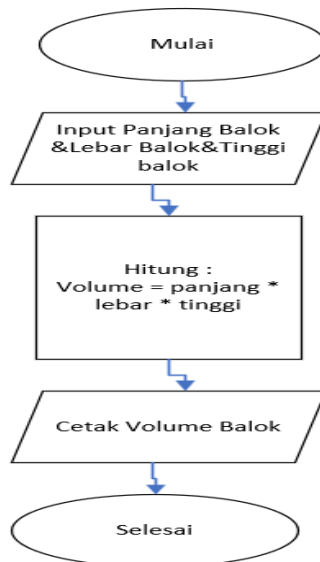 Mulai
Input Panjang Balok
&Lebar Balok&Tinggi
balok
Hitung :
Volume = panjang *
lebar * tinggi
Cetak Volume Balok
Selesai